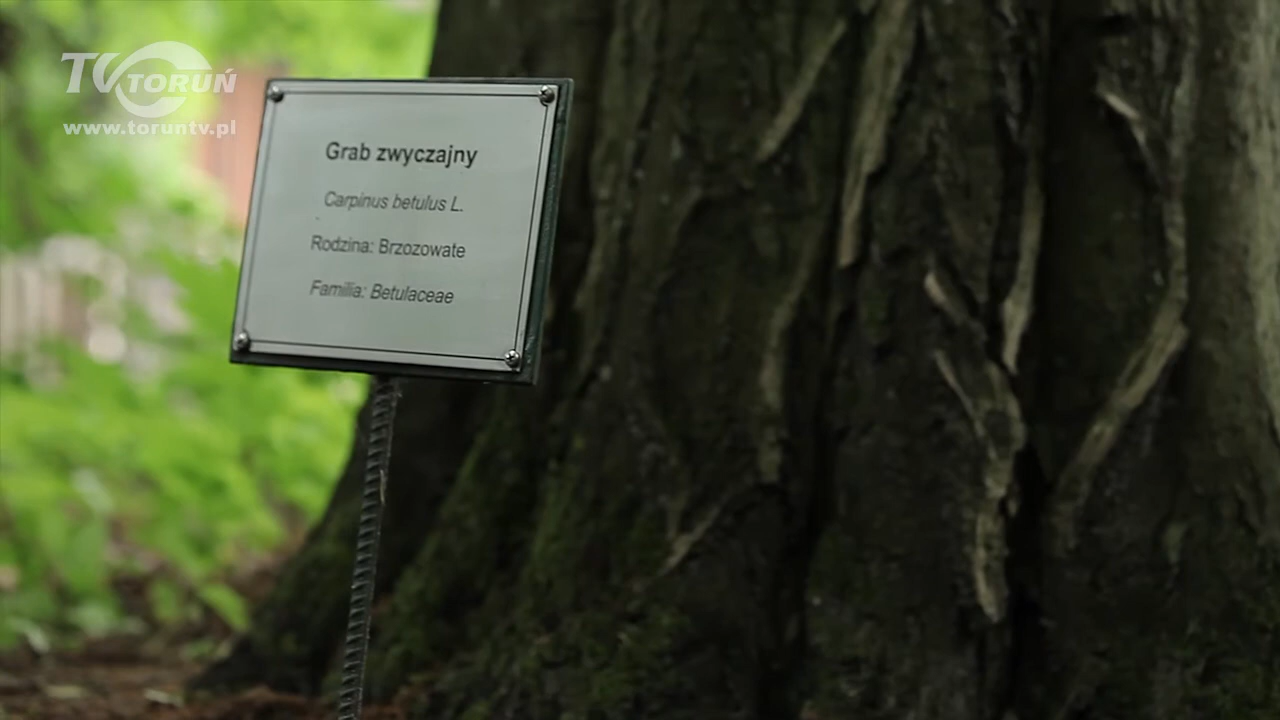 TV TORUŃ
www.toruntv.pl
Grab zwyczajny
Carpinus betulus L.
Rodzina: Brzozowate
Familia: Betulaceae